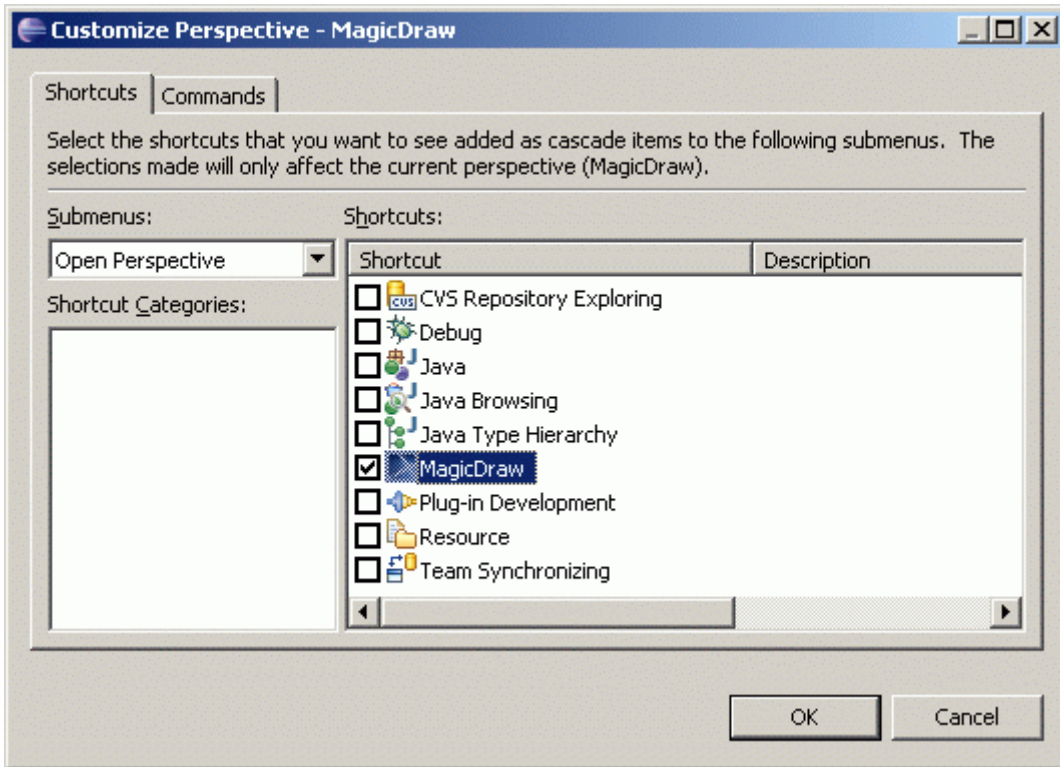 Customize Perspective - MagicDraw
Shortcuts Commands
Select the shortcuts that you want to see added as cascade items to the following submenus.  The
selections made will only affect the current perspective (MagicDraw).
Submenus:
Open Perspective
Shortcut Categories:
Shortcuts:
Shortcut Description
CVS CVS Repository Exploring
Debug
Java
Java Browsing
Java Type Hierarchy
MagicDraw
Plug-in Development
Resource
Team Synchronizing
OK Cancel